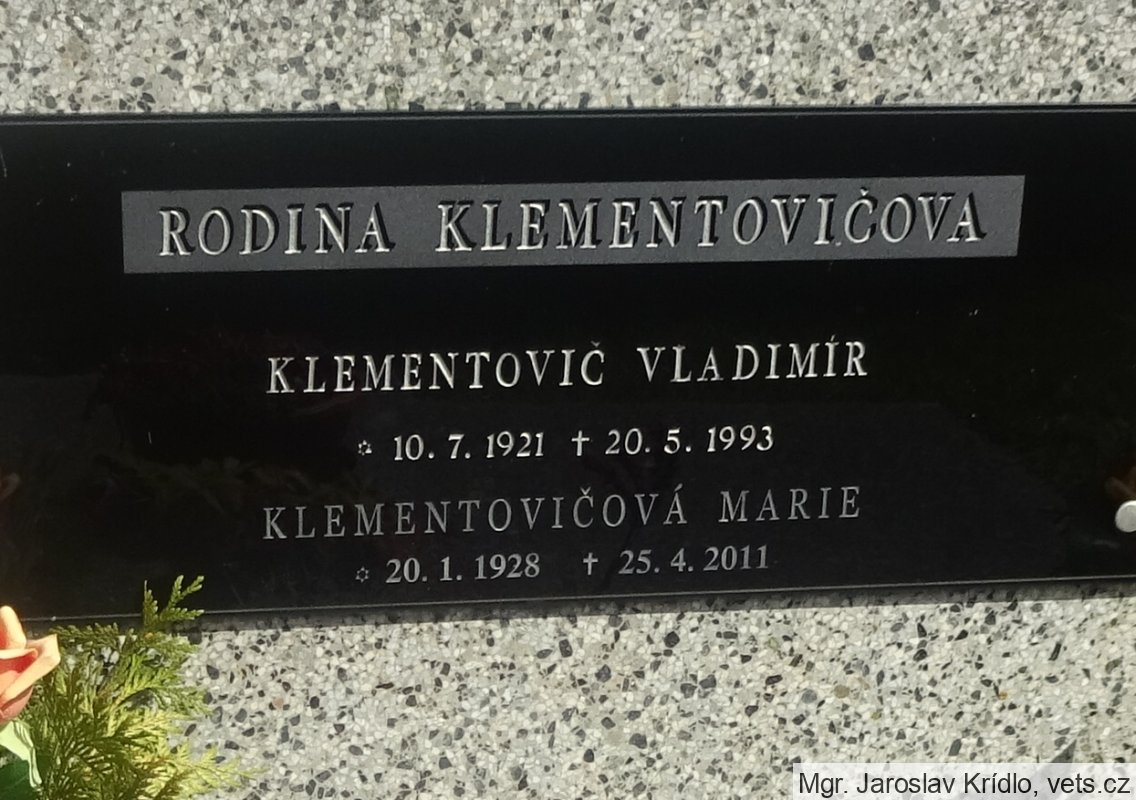 RODINA KLEMENTOVIČOVA
KLEMENTOVIČ VLADIMÍR
✡ 10. 7. 1921 ✝ 20. 5. 1993
KLEMENTOVIČOVÁ MARIE
✡ 20. 1. 1928 ✝ 25. 4. 2011
Mgr. Jaroslav Krídlo, vets.cz